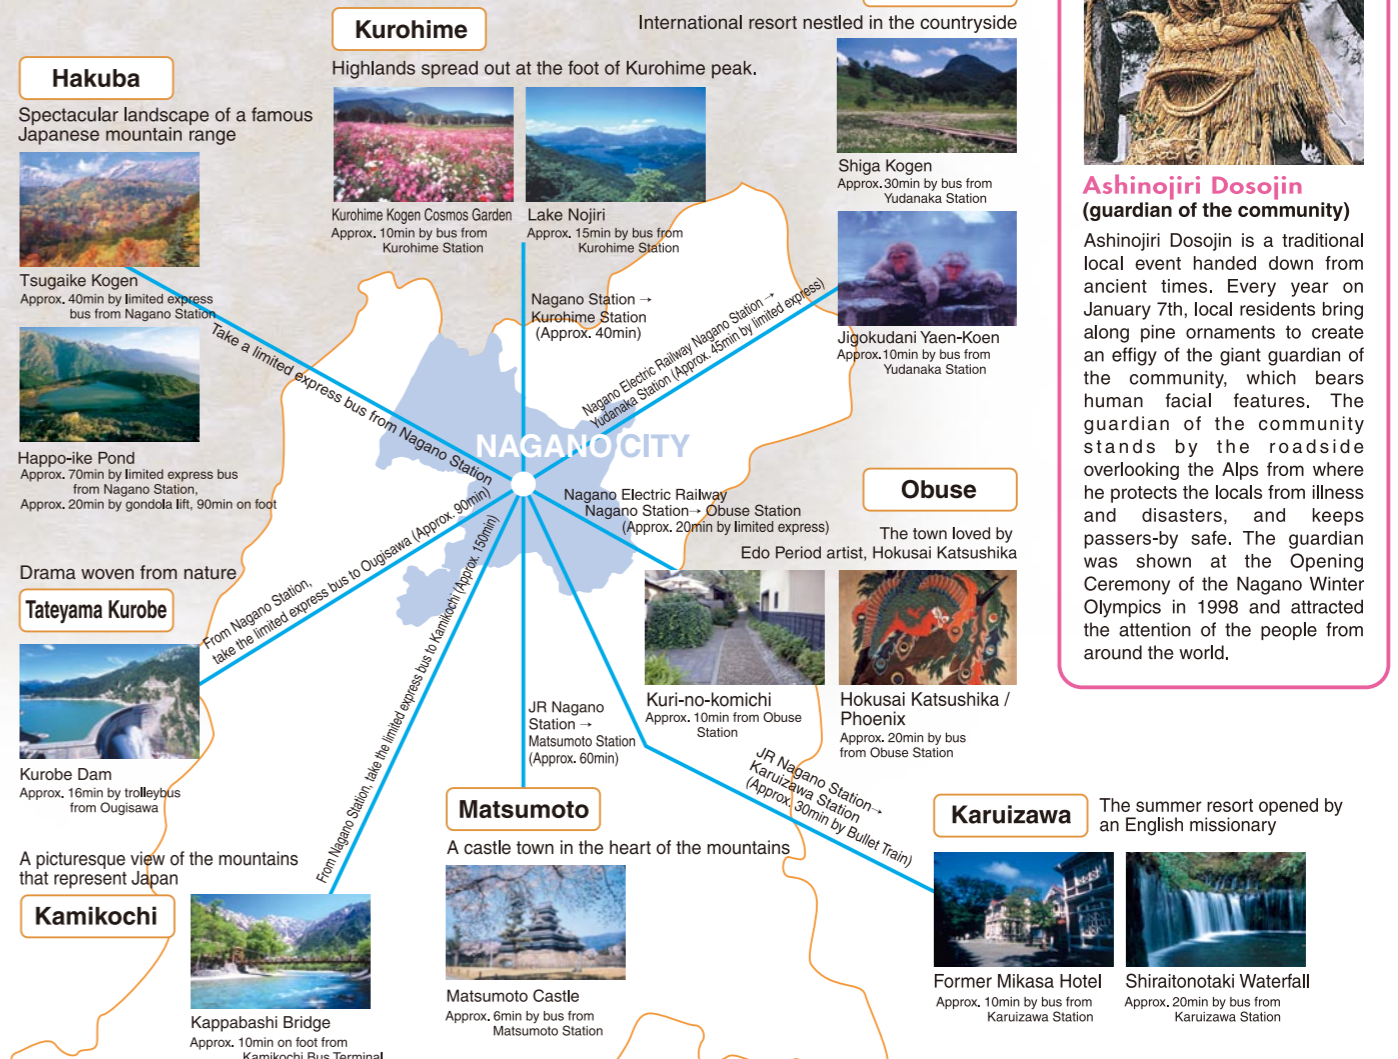 Kurohime
Highlands spread out at the foot of Kurohime peak.
Kurohime Kogen Cosmos Garden
Approx. 10min by bus from
Kurohime Station
Lake Nojiri
Approx. 15min by bus from
Kurohime Station
International resort nestled in the countryside
Shiga Kogen
Approx. 30min by bus from
Yudanaka Station
Jigokudani Yaen-Koen
Approx. 10min by bus from
Yudanaka Station
Hakuba
Spectacular landscape of a famous
Japanese mountain range
Tsugaike Kogen
Approx. 40min by limited express
bus from Nagano Station
Happo-ike Pond
Approx. 70min by limited express bus
from Nagano Station,
Approx. 20min by gondola lift, 90min on foot
Take a limited express bus from Nagano Station
Nagano Station →
Kurohime Station
(Approx. 40min)
Nagano Electric Railway Nagano Station →
Yudanaka Station (Approx. 45min by limited express)
NAGANO CITY
Nagano Electric Railway
Nagano Station→ Obuse Station
(Approx. 20min by limited express)
Obuse
The town loved by
Edo Period artist, Hokusai Katsushika
Kuri-no-komichi
Approx. 10min from Obuse
Station
Hokusai Katsushika /
Phoenix
Approx. 20min by bus
from Obuse Station
Drama woven from nature
Tateyama Kurobe
From Nagano Station,
take the limited express bus to Ougisawa (Approx. 90min)
Kurobe Dam
Approx. 16min by trolleybus
from Ougisawa
A picturesque view of the mountains
that represent Japan
Kamikochi
From Nagano Station, take the limited express bus to Kamikochi (Approx. 150min)
Kappabashi Bridge
Approx. 10min on foot from
Kamikochi Bus Terminal
JR Nagano
Station →
Matsumoto Station
(Approx. 60min)
Matsumoto
A castle town in the heart of the mountains
Matsumoto Castle
Approx. 6min by bus from
Matsumoto Station
JR Nagano Station→
Karuizawa Station
(Approx. 30min by Bullet Train)
Karuizawa
The summer resort opened by
an English missionary
Former Mikasa Hotel
Approx. 10min by bus from
Karuizawa Station
Shiraitonotaki Waterfall
Approx. 20min by bus from
Karuizawa Station
Ashinojiri Dosojin
(guardian of the community)
Ashinojiri Dosojin is a traditional
local event handed down from
ancient times. Every year on
January 7th, local residents bring
along pine ornaments to create
an effigy of the giant guardian of
the community, which bears
human facial features. The
guardian of the community
stands by the roadside
overlooking the Alps from where
he protects the locals from illness
and disasters, and keeps
passers-by safe. The guardian
was shown at the Opening
Ceremony of the Nagano Winter
Olympics in 1998 and attracted
the attention of the people from
around the world.